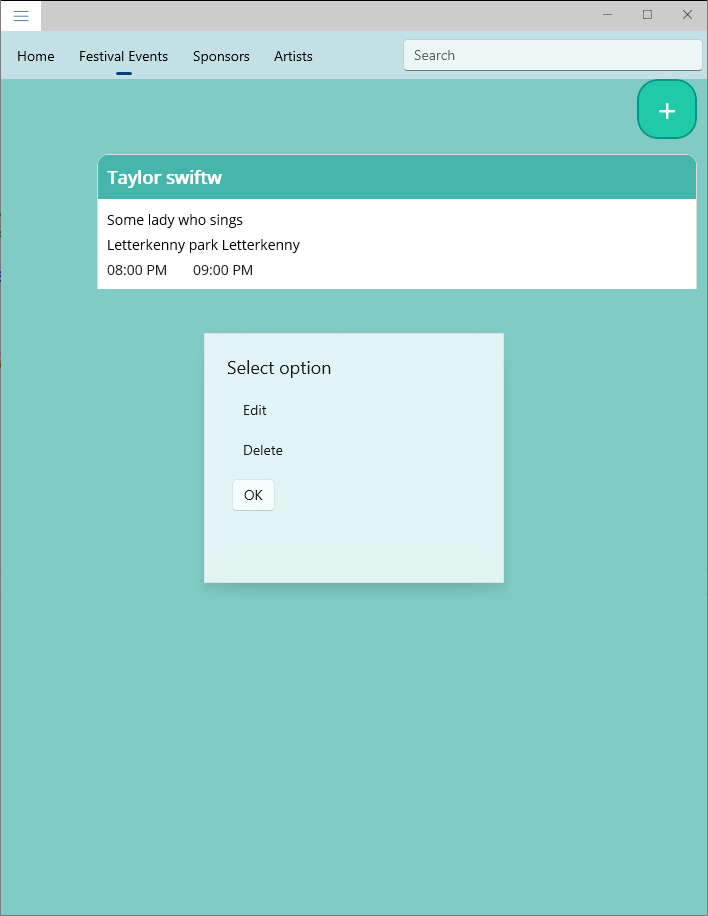 Home Festival Events Sponsors Artists Search
+
Taylor swiftw
Some lady who sings
Letterkenny park Letterkenny
08:00 PM 09:00 PM
Select option
Edit
Delete
OK